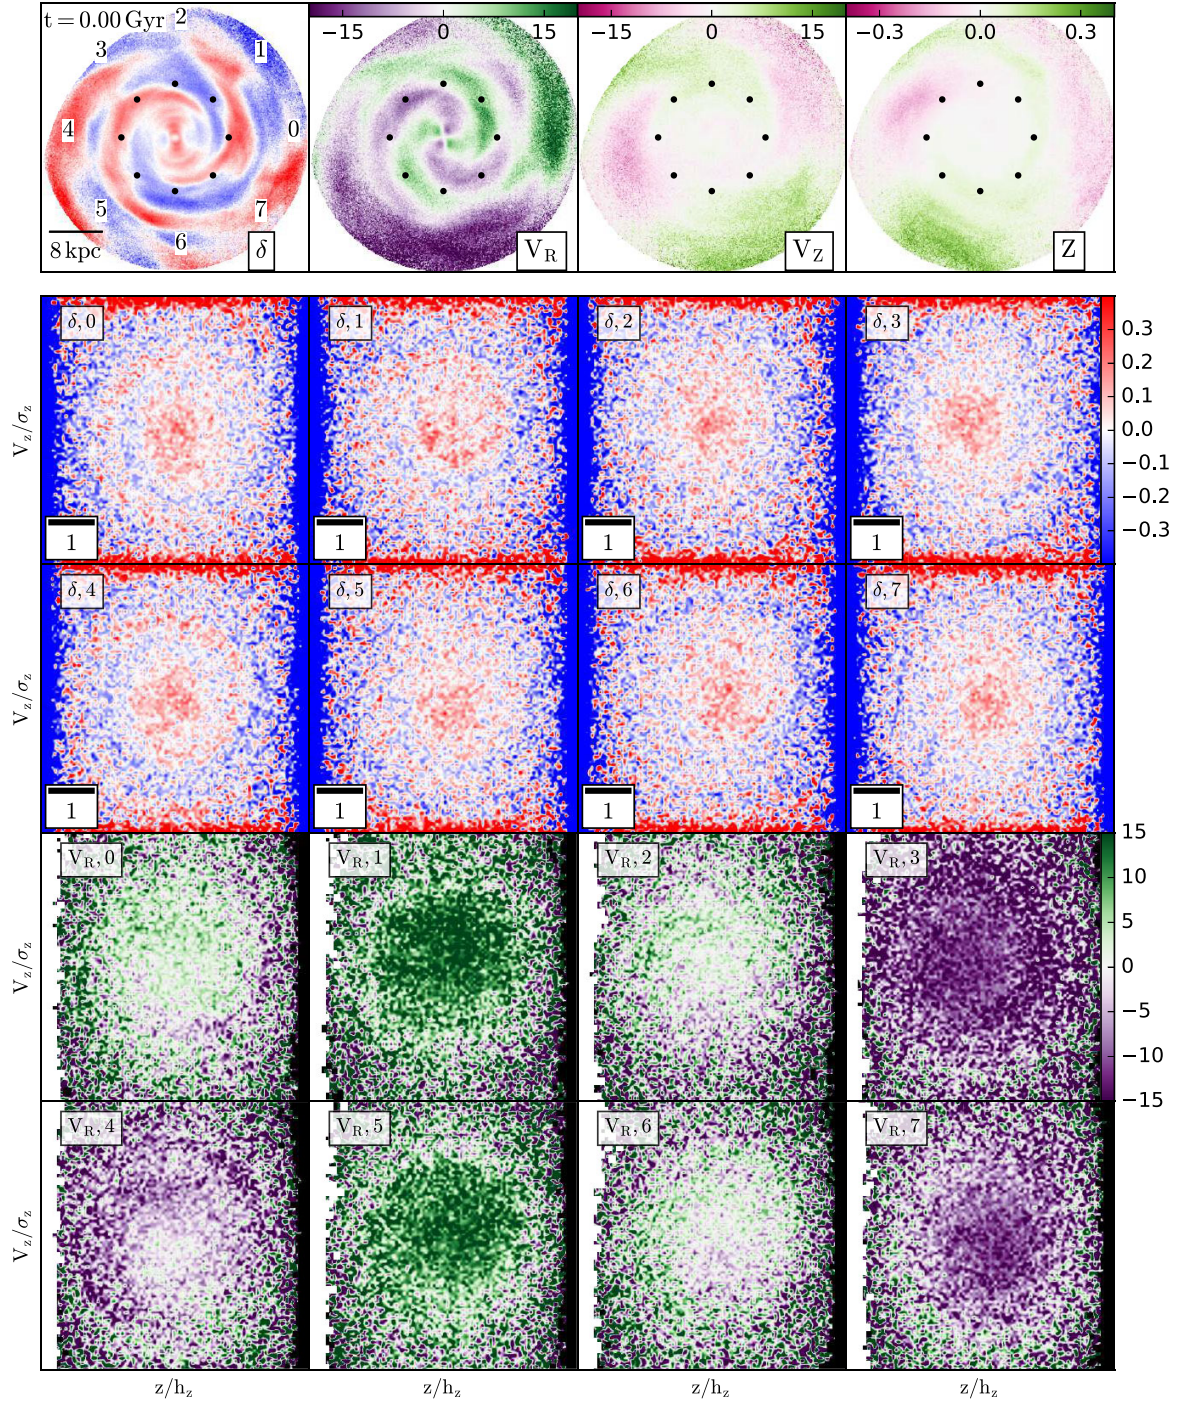 t = 0.00 Gyr
2
3
1
4
0
5
7
6
8 kpc
δ
−15 0 15
V_R
−15 0 15
V_Z
−0.3 0.0 0.3
Z
δ, 0
δ, 1
δ, 2
δ, 3
V_z/σ_z
1
1
1
1
0.3
0.2
0.1
0.0
−0.1
−0.2
−0.3
δ, 4
δ, 5
δ, 6
δ, 7
V_z/σ_z
1
1
1
1
V_R, 0
V_R, 1
V_R, 2
V_R, 3
V_z/σ_z
15
10
5
0
−5
−10
−15
V_R, 4
V_R, 5
V_R, 6
V_R, 7
V_z/σ_z
z/h_z
z/h_z
z/h_z
z/h_z